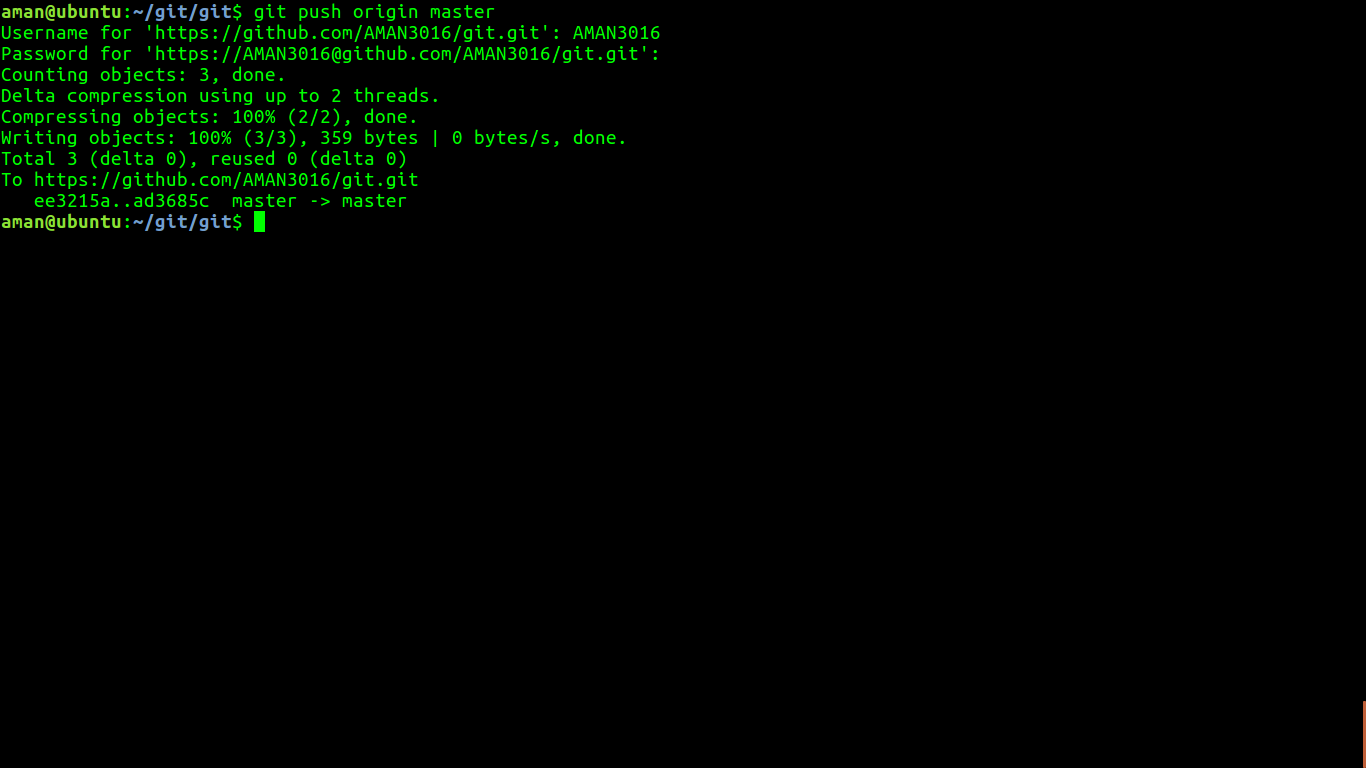 aman@ubuntu:~/git/git$ git push origin master
Username for 'https://github.com/AMAN3016/git.git': AMAN3016
Password for 'https://AMAN3016@github.com/AMAN3016/git.git':
Counting objects: 3, done.
Delta compression using up to 2 threads.
Compressing objects: 100% (2/2), done.
Writing objects: 100% (3/3), 359 bytes | 0 bytes/s, done.
Total 3 (delta 0), reused 0 (delta 0)
To https://github.com/AMAN3016/git.git
   ee3215a..ad3685c  master -> master
aman@ubuntu:~/git/git$